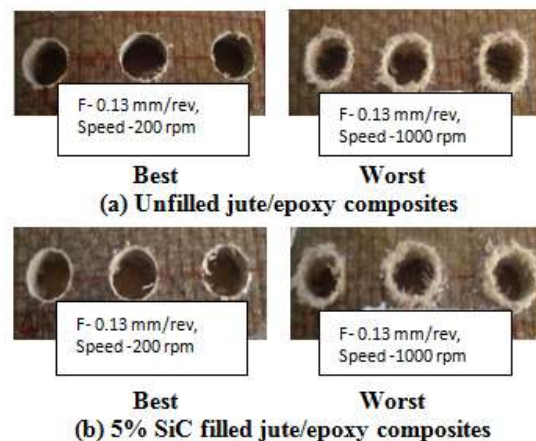 F- 0.13 mm/rev,
Speed -200 rpm
F- 0.13 mm/rev,
Speed -1000 rpm
Best
Worst
(a) Unfilled jute/epoxy composites
F- 0.13 mm/rev,
Speed -200 rpm
F- 0.13 mm/rev,
Speed -1000 rpm
Best
Worst
(b) 5% SiC filled jute/epoxy composites